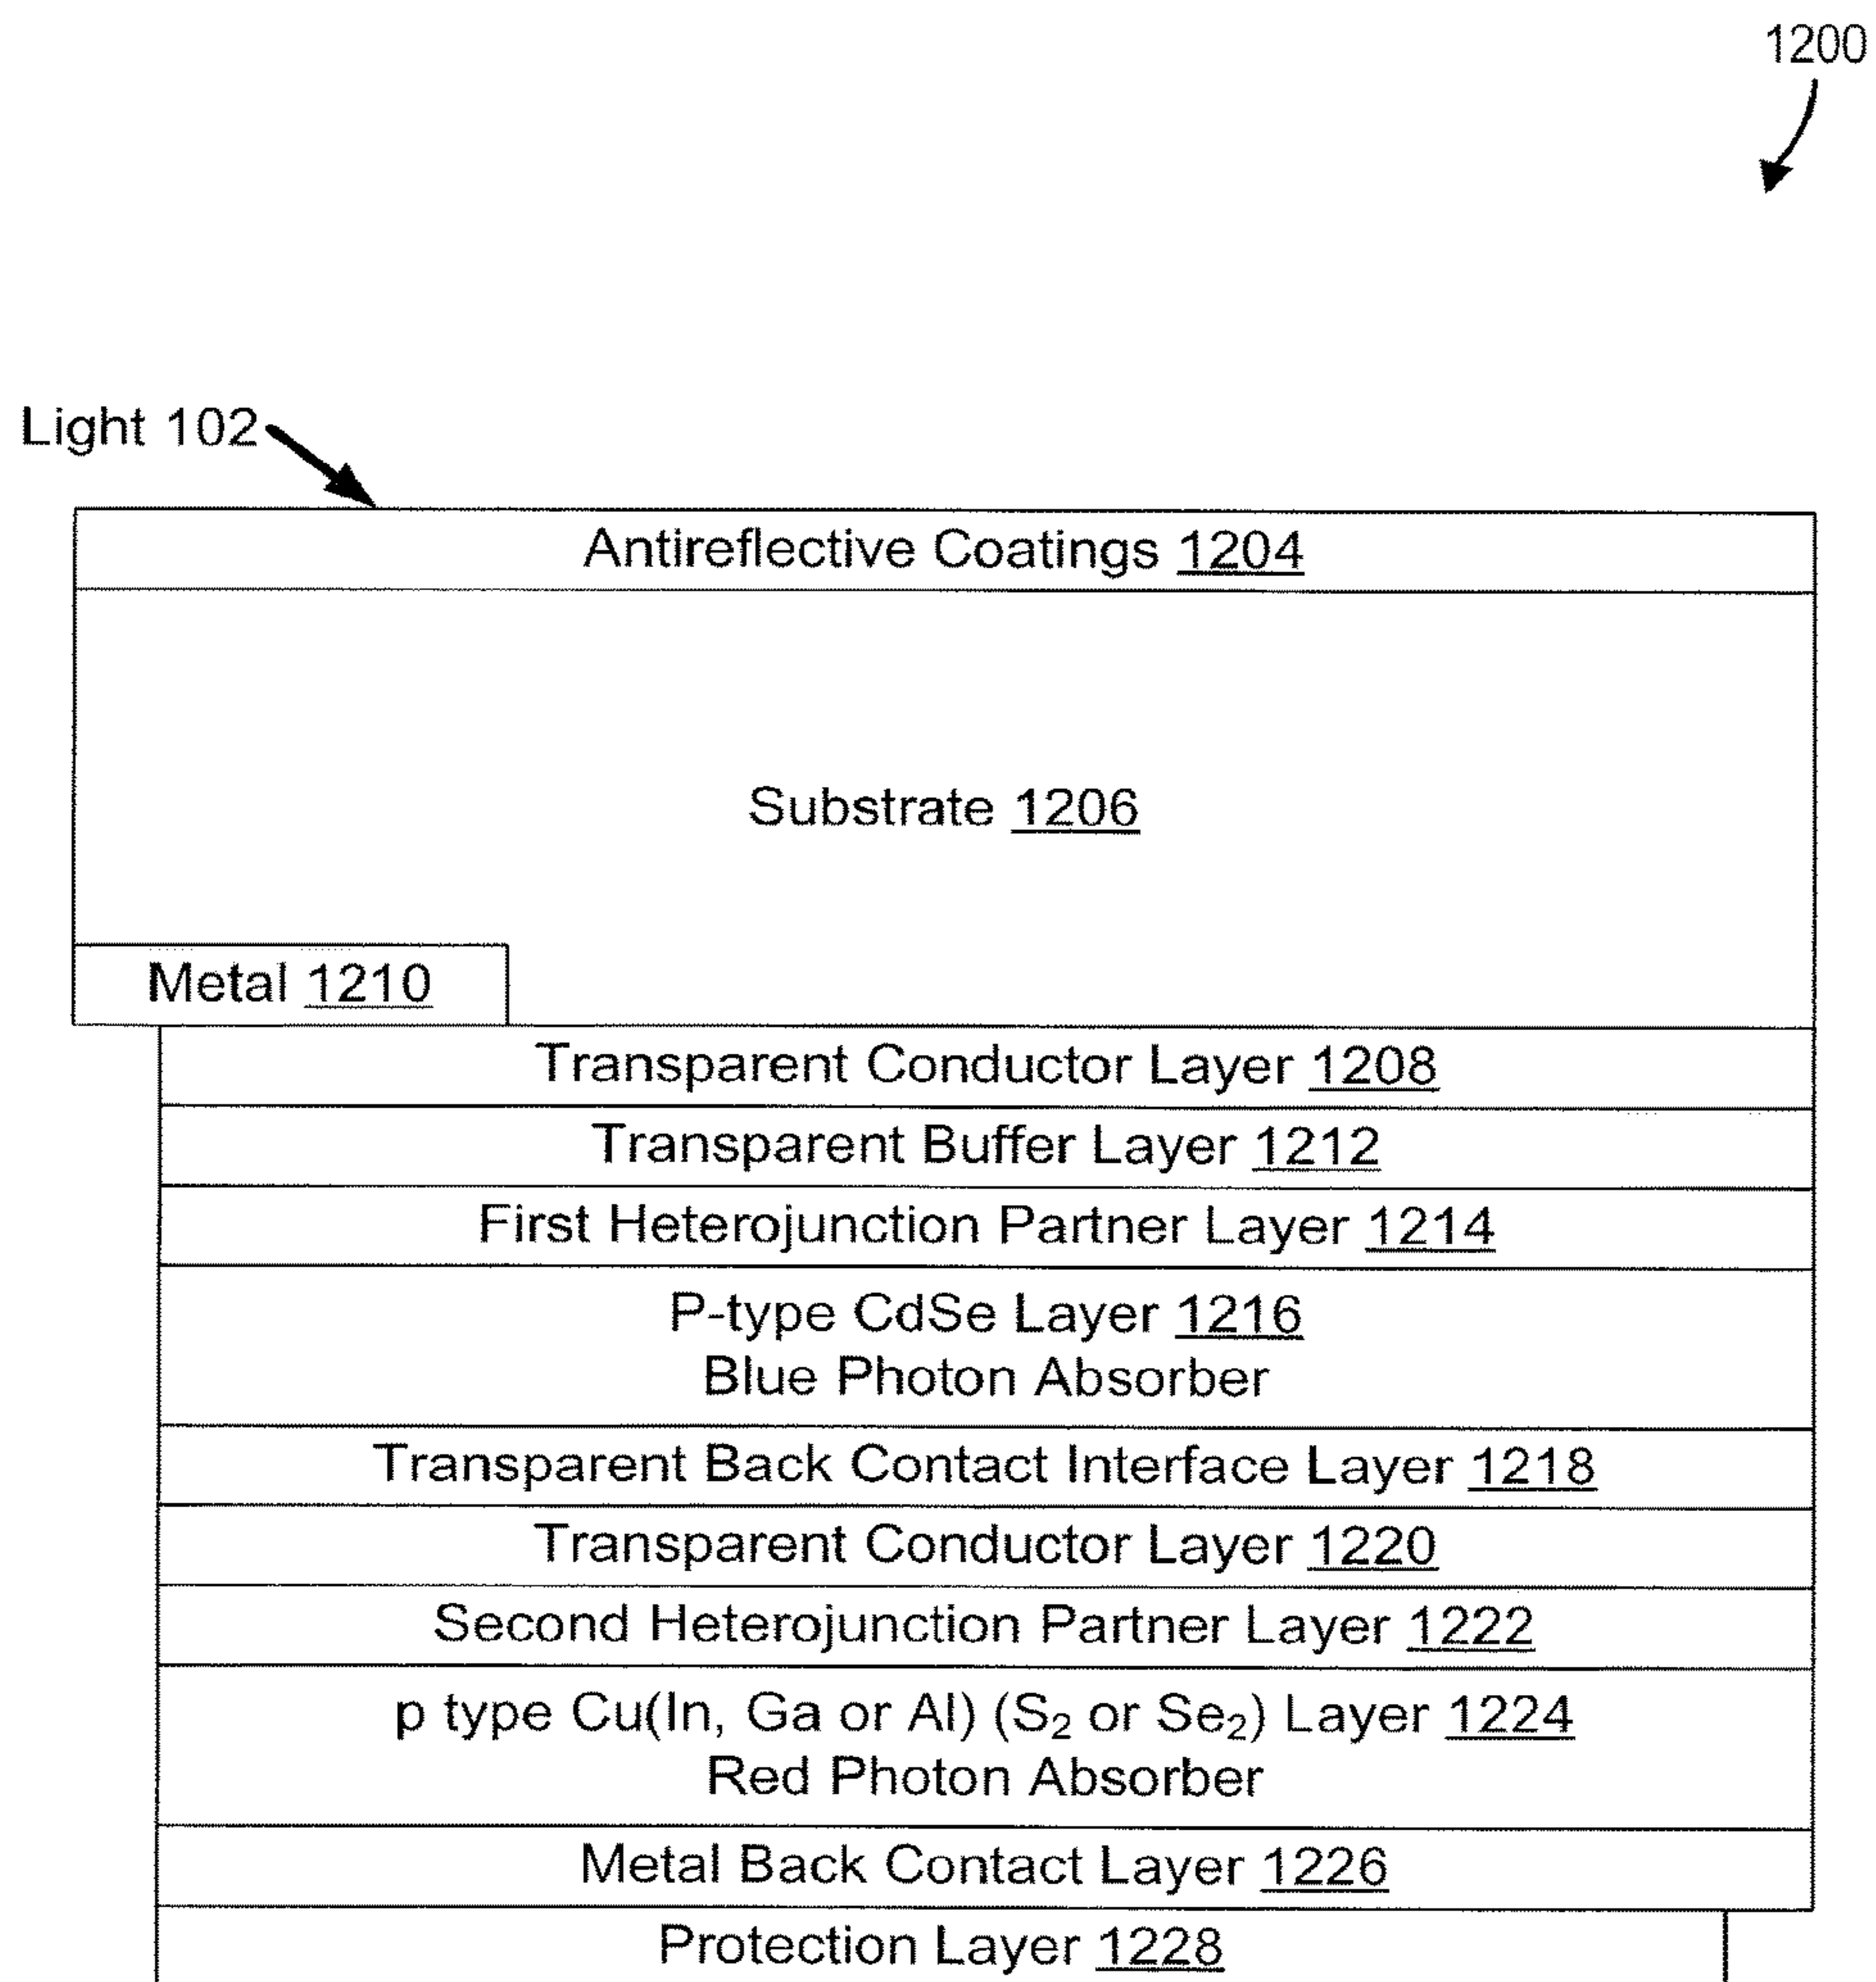 1200
Light 102
Antireflective Coatings 1204
Substrate 1206
Metal 1210
Transparent Conductor Layer 1208
Transparent Buffer Layer 1212
First Heterojunction Partner Layer 1214
P-type CdSe Layer 1216
Blue Photon Absorber
Transparent Back Contact Interface Layer 1218
Transparent Conductor Layer 1220
Second Heterojunction Partner Layer 1222
p type Cu(In, Ga or Al) (S₂ or Se₂) Layer 1224
Red Photon Absorber
Metal Back Contact Layer 1226
Protection Layer 1228